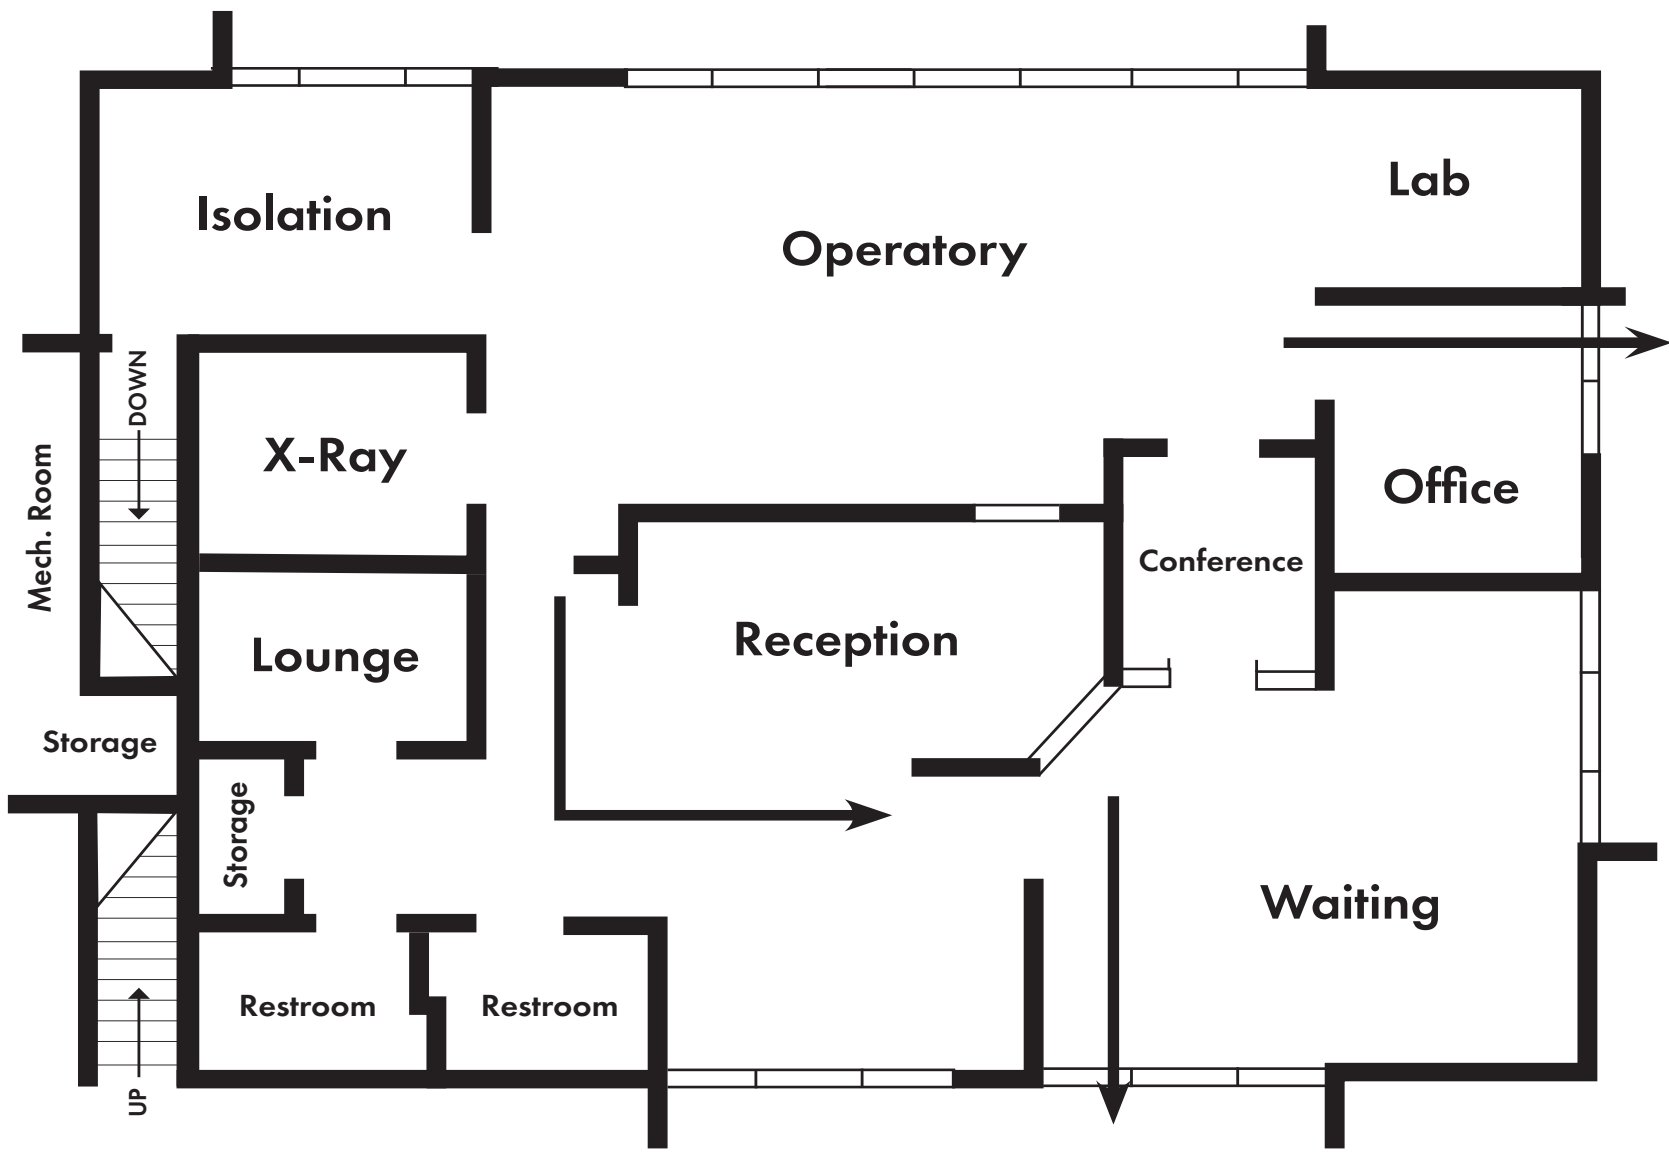 Lab
Isolation
Operatory
DOWN
X-Ray
Office
Mech. Room
Conference
Reception
Lounge
Storage
Storage
Waiting
Restroom
Restroom
UP